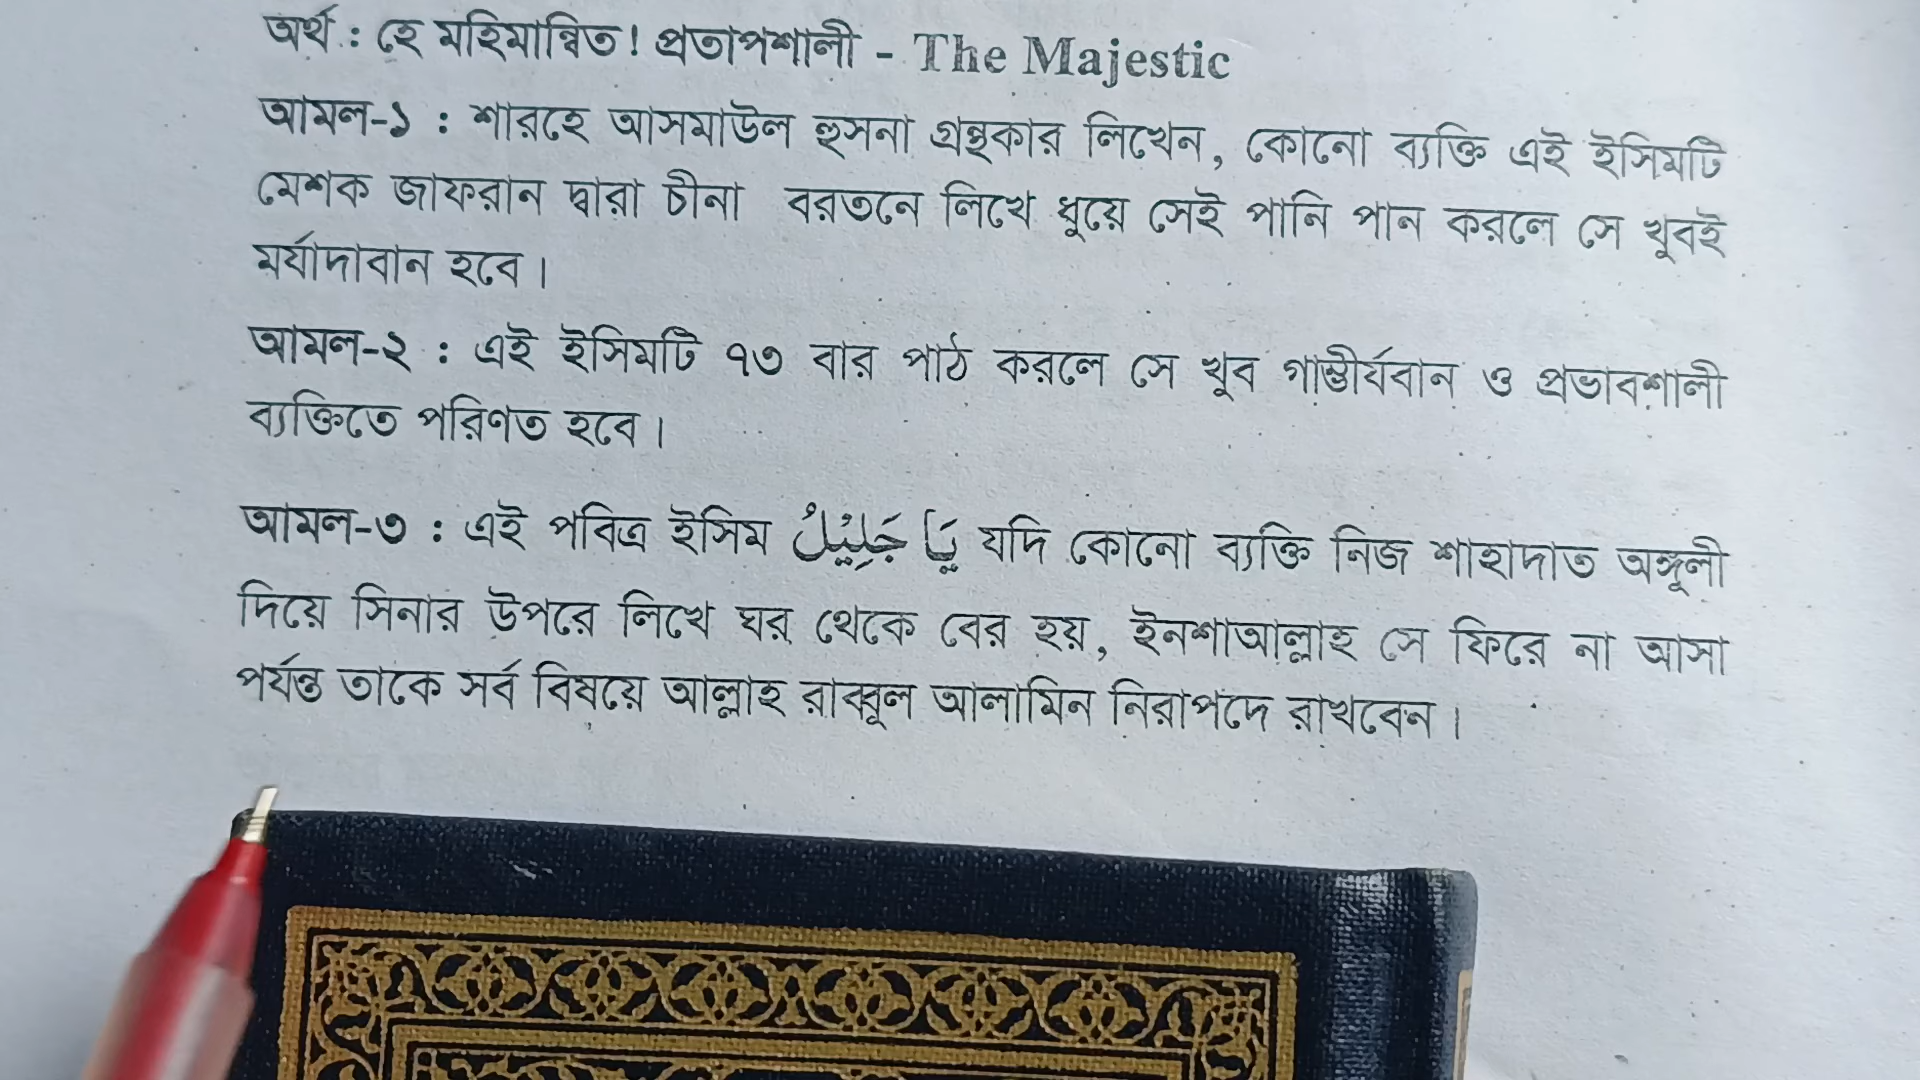 অর্থ : হে মহিমান্বিত! প্রতাপশালী - The Majestic
আমল-১ : শারহে আসমাউল হুসনা গ্রন্থকার লিখেন, কোনো ব্যক্তি এই ইসিমটি
মেশক জাফরান দ্বারা চীনা বরতনে লিখে ধুয়ে সেই পানি পান করলে সে খুবই
মর্যাদাবান হবে।
আমল-২ : এই ইসিমটি ৭৩ বার পাঠ করলে সে খুব গাম্ভীর্যবান ও প্রভাবশালী
ব্যক্তিতে পরিণত হবে।
আমল-৩ : এই পবিত্র ইসিম يَا جَلِيْلُ যদি কোনো ব্যক্তি নিজ শাহাদাত অঙ্গূলী
দিয়ে সিনার উপরে লিখে ঘর থেকে বের হয়, ইনশাআল্লাহ সে ফিরে না আসা
পর্যন্ত তাকে সর্ব বিষয়ে আল্লাহ রাব্বূল আলামিন নিরাপদে রাখবেন।